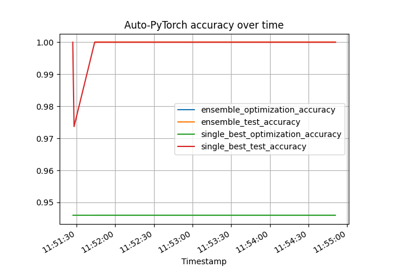 Auto-PyTorch accuracy over time
1.00
0.99
0.98
0.97
0.96
0.95
ensemble_optimization_accuracy
ensemble_test_accuracy
single_best_optimization_accuracy
single_best_test_accuracy
11:51:30
11:52:00
11:52:30
11:53:00
11:53:30
11:54:00
11:54:30
11:55:00
Timestamp